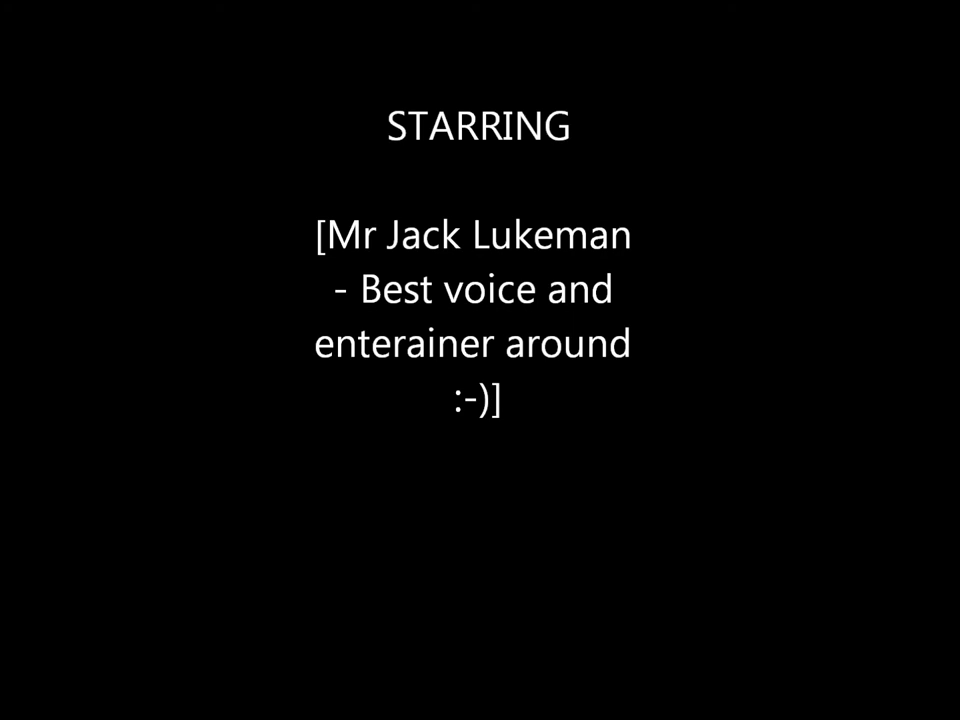 STARRING
[Mr Jack Lukeman
- Best voice and
enterainer around
:-)]